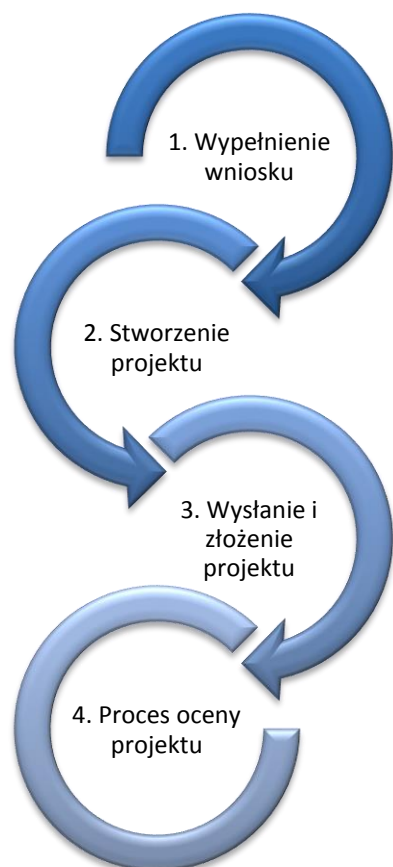 1. Wypełnienie
wniosku
2. Stworzenie
projektu
3. Wysłanie i
złożenie
projektu
4. Proces oceny
projektu